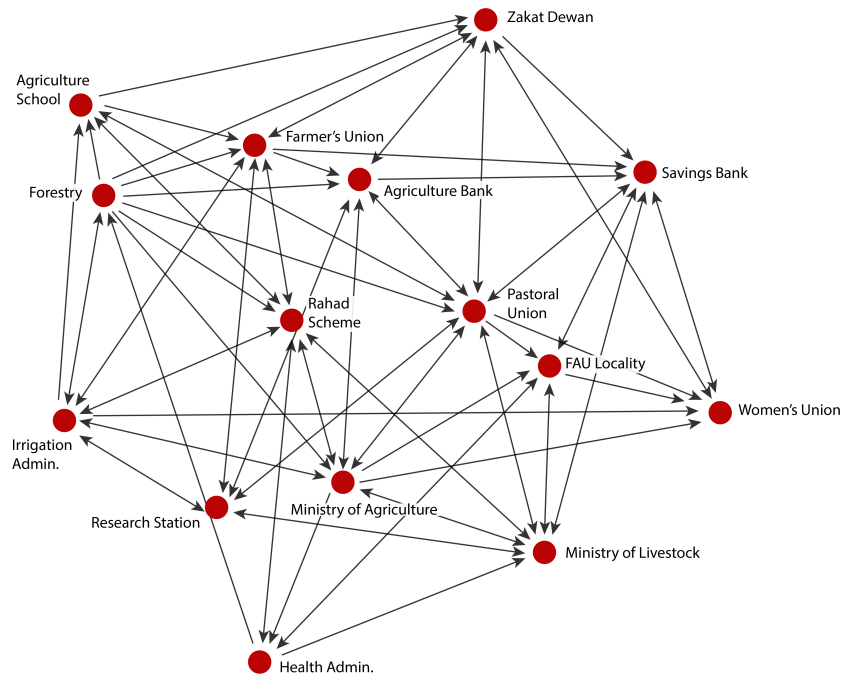 Zakat Dewan
Agriculture
School
Farmer's Union
Savings Bank
Agriculture Bank
Forestry
Pastoral
Union
Rahad
Scheme
FAU Locality
Women's Union
Irrigation
Admin.
Ministry of Agriculture
Research Station
Ministry of Livestock
Health Admin.